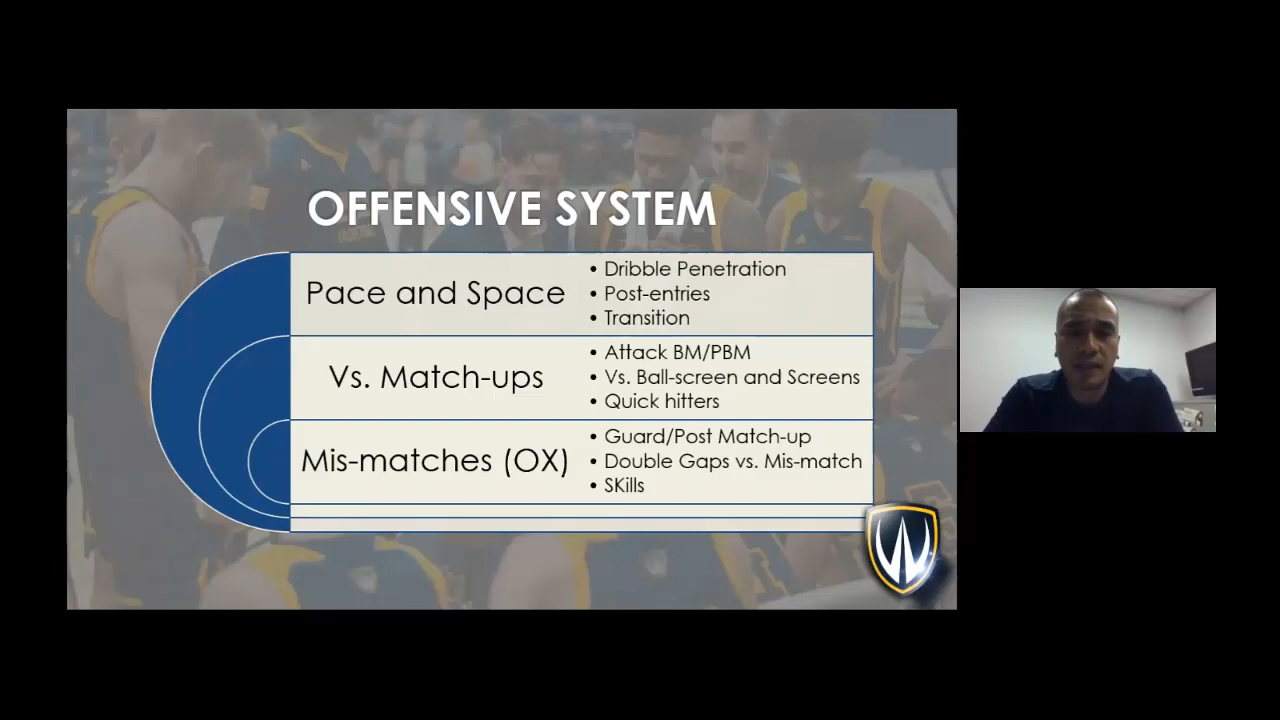 OFFENSIVE SYSTEM
Pace and Space
• Dribble Penetration
• Post-entries
• Transition
Vs. Match-ups
• Attack BM/PBM
• Vs. Ball-screen and Screens
• Quick hitters
Mis-matches (OX)
• Guard/Post Match-up
• Double Gaps vs. Mis-match
• SKills